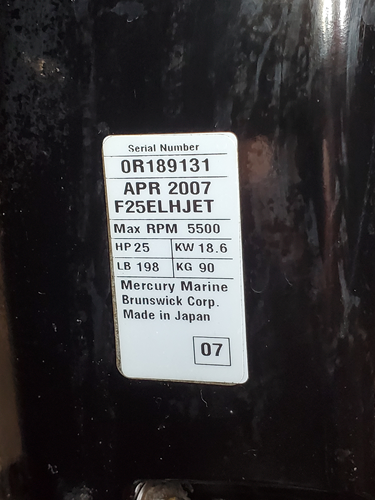 Serial Number
0R189131
APR 2007
F25ELHJET
Max RPM 5500
HP 25 KW 18.6
LB 198 KG 90
Mercury Marine
Brunswick Corp.
Made in Japan
07